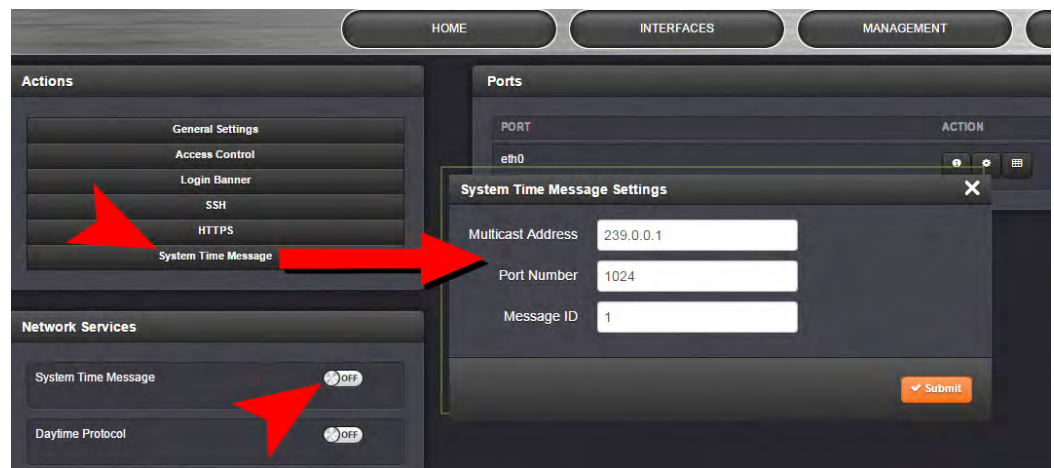 HOME INTERFACES MANAGEMENT
Actions
General Settings
Access Control
Login Banner
SSH
HTTPS
System Time Message
Network Services
System Time Message OFF
Daytime Protocol OFF
Ports
PORT ACTION
eth0
System Time Message Settings
Multicast Address 239.0.0.1
Port Number 1024
Message ID 1
Submit